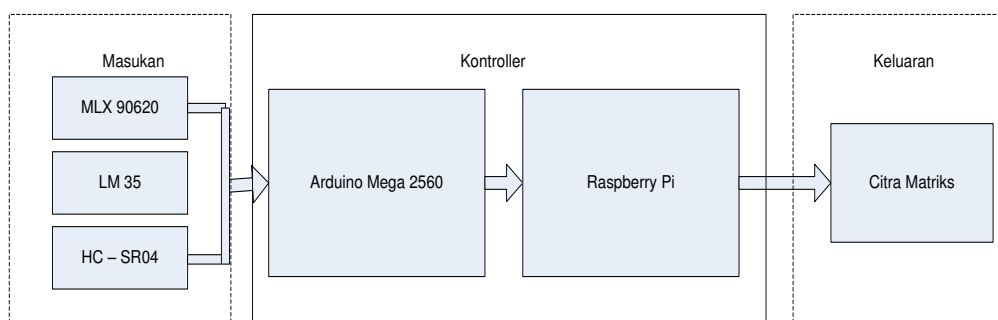 Masukan
MLX 90620
LM 35
HC – SR04
Kontroller
Arduino Mega 2560
Raspberry Pi
Keluaran
Citra Matriks